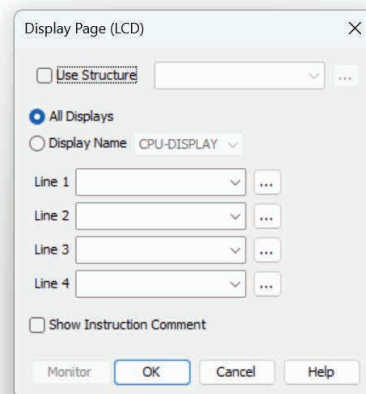 Display Page (LCD)
Use Structure
...
All Displays
Display Name CPU-DISPLAY
Line 1 ...
Line 2 ...
Line 3 ...
Line 4 ...
Show Instruction Comment
Monitor OK Cancel Help